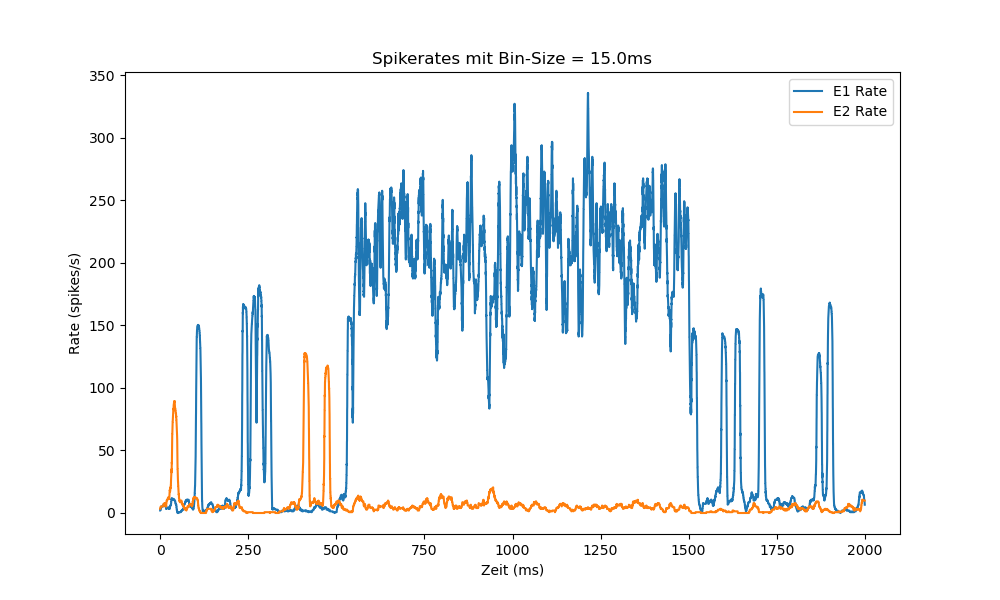 Spikerates mit Bin-Size = 15.0ms
E1 Rate
E2 Rate
Rate (spikes/s)
350
300
250
200
150
100
50
0
0 250 500 750 1000 1250 1500 1750 2000
Zeit (ms)